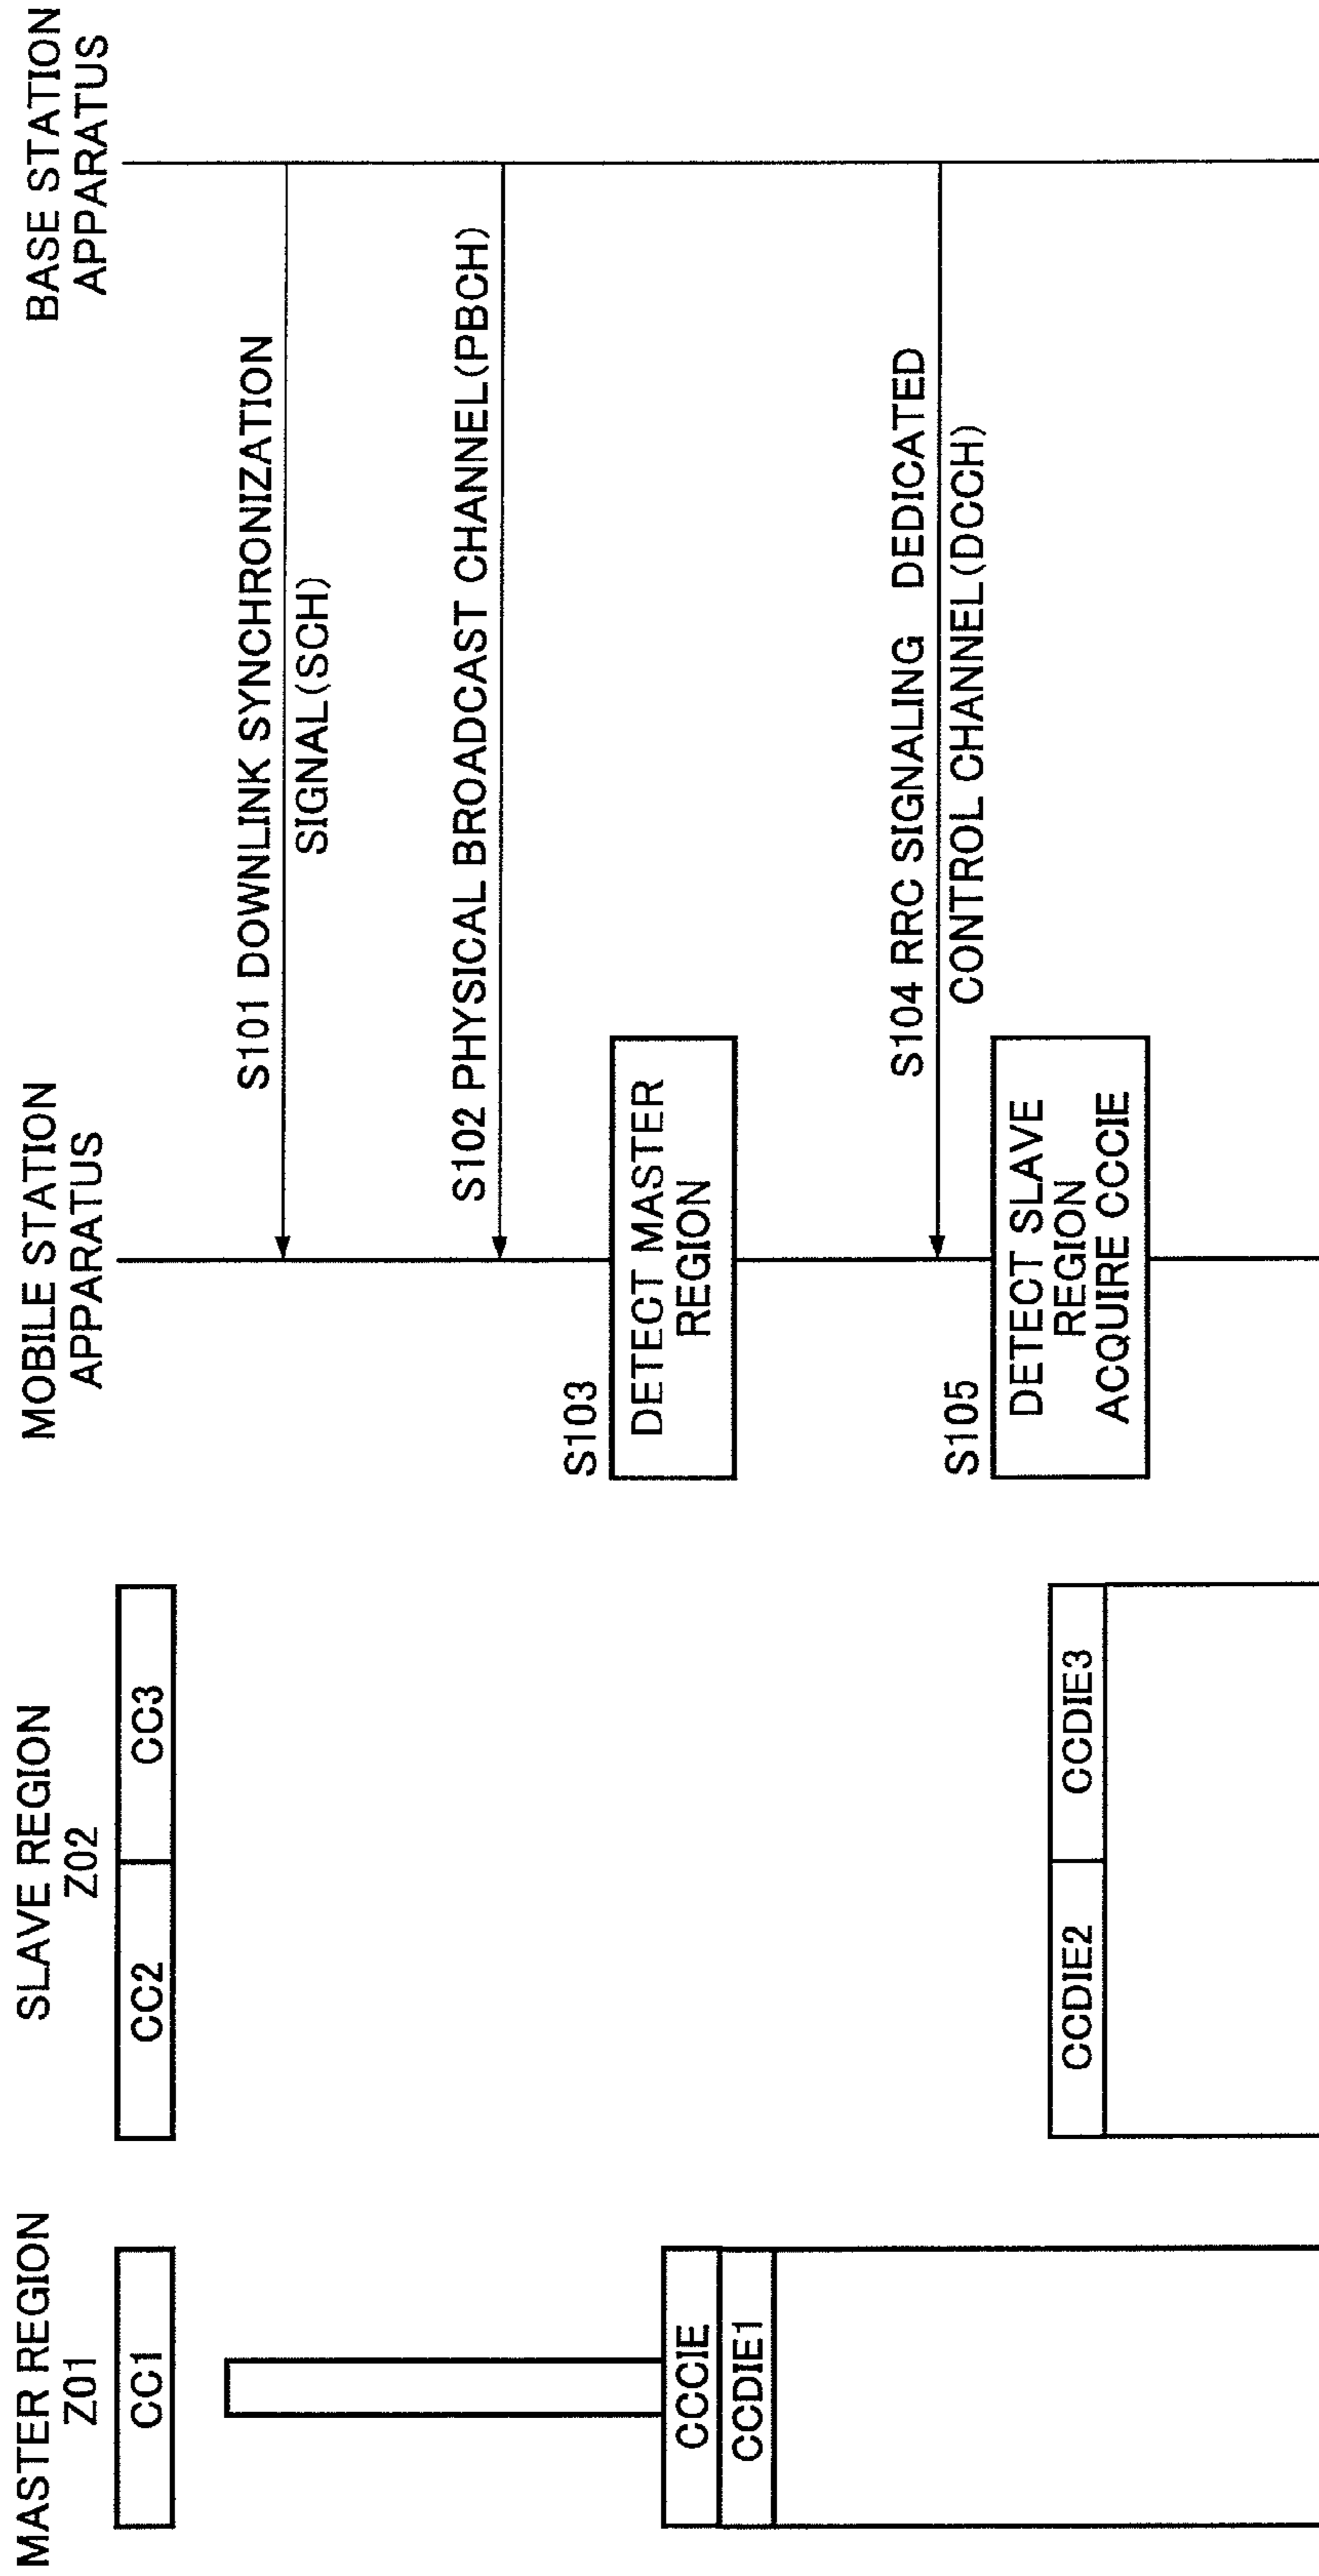 MASTER REGION
Z01
SLAVE REGION
Z02
MOBILE STATION
APPARATUS
BASE STATION
APPARATUS
CC1
CC2
CC3
S101 DOWNLINK SYNCHRONIZATION
SIGNAL(SCH)
S102 PHYSICAL BROADCAST CHANNEL(PBCH)
S103
DETECT MASTER
REGION
CCCIE
CCDIE1
S104 RRC SIGNALING DEDICATED
CONTROL CHANNEL(DCCH)
S105
DETECT SLAVE
REGION
ACQUIRE CCCIE
CCDIE2
CCDIE3